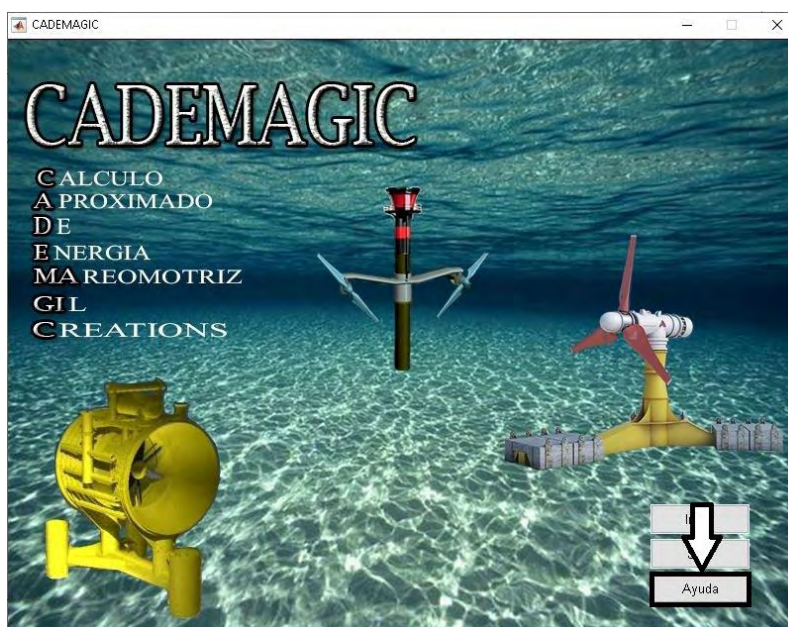 CADEMAGIC
CADEMAGIC
CALCULO
APROXIMADO
DE
ENERGIA
MAREOMOTRIZ
GIL
CREATIONS
Ayuda